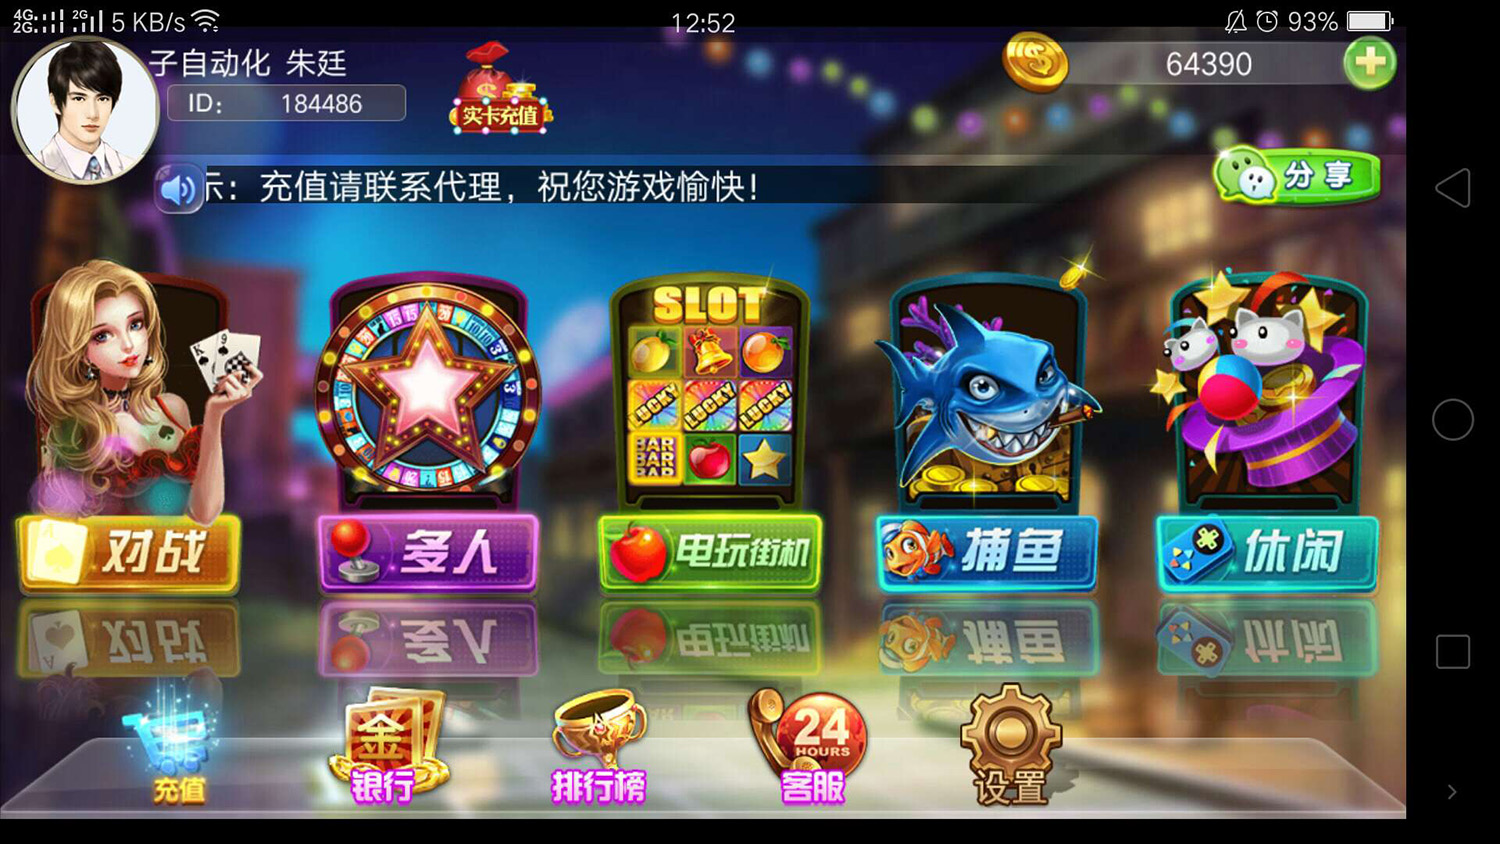 4G 2G 2G 5 KB/s 12:52 93%
子自动化 朱廷
ID: 184486
实卡充值
64390
示：充值请联系代理，祝您游戏愉快！
分享
K 9
SLOT
LUCKY LUCKY LUCKY
BAR
BAR
BAR
对战
多人
电玩街机
捕鱼
休闲
金
24
HOURS
充值
银行
排行榜
客服
设置